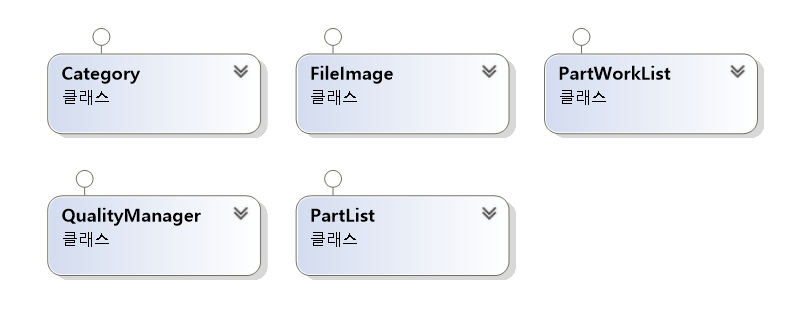 Category
클래스
FileImage
클래스
PartWorkList
클래스
QualityManager
클래스
PartList
클래스